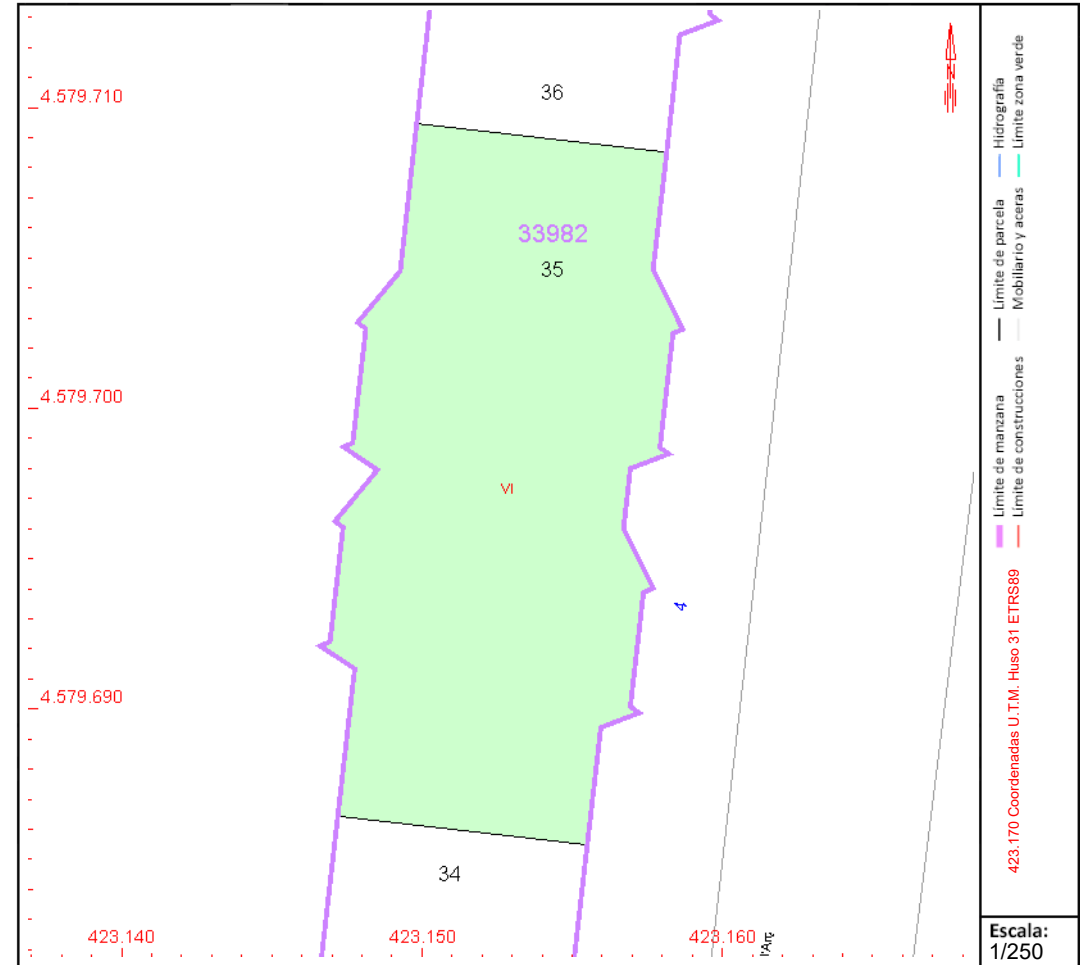 4.579.710
36
33982
35
4.579.700
VI
4
4.579.690
34
423.140
423.150
423.160
N
Hidrografía
Límite zona verde
Límite de parcela
Mobiliario y aceras
Límite de manzana
Límite de construcciones
423.170 Coordenadas U.T.M. Huso 31 ETRS89
Escala:
1/250